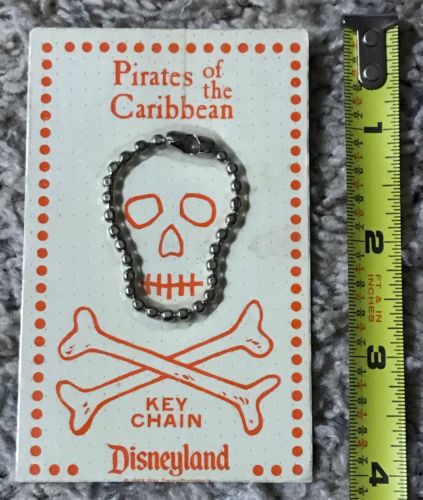 Pirates of
the
Caribbean
KEY
CHAIN
Disneyland
1
2
FT & IN
INCHES
3
4